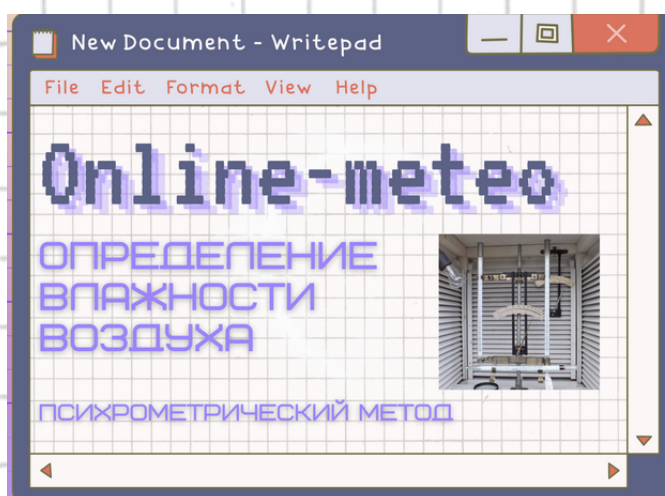 New Document - Writepad
File Edit Format View Help
Online-meteo
ОПРЕДЕЛЕНИЕ
ВЛАЖНОСТИ
ВОЗДУХА
ПСИХРОМЕТРИЧЕСКИЙ МЕТОД